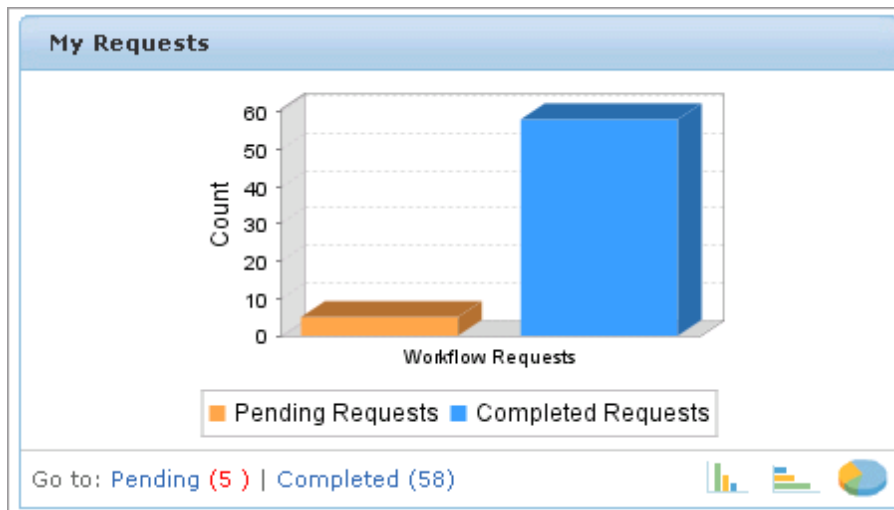 My Requests
60
50
40
30
20
10
0
Count
Workflow Requests
Pending Requests Completed Requests
Go to: Pending (5 ) | Completed (58)